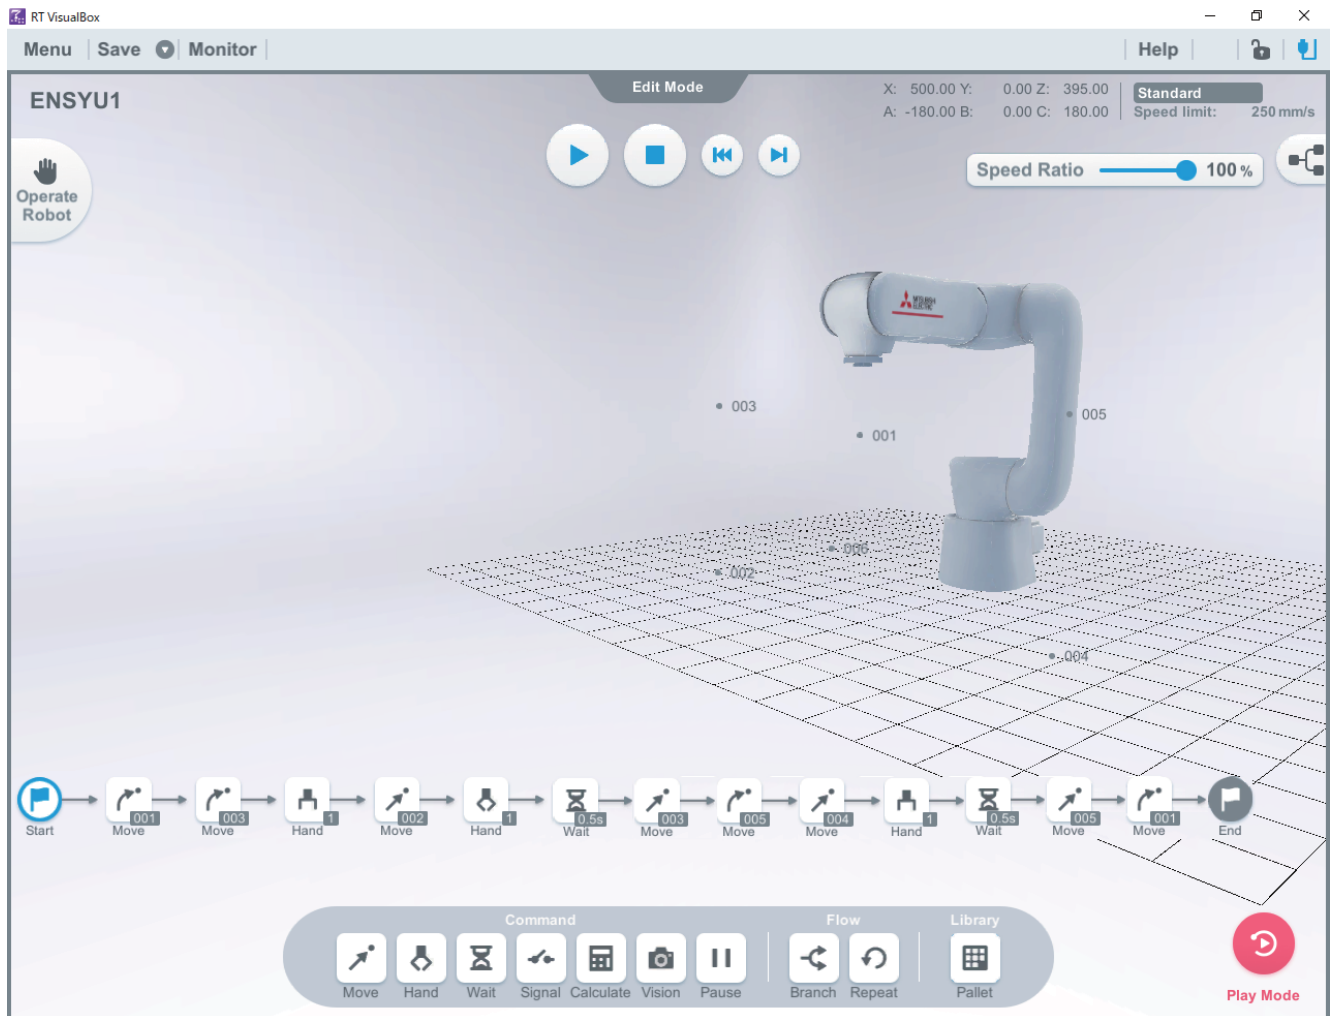 RT VisualBox
Menu Save Monitor Help
Edit Mode
ENSYU1
X: 500.00 Y: 0.00 Z: 395.00
A: -180.00 B: 0.00 C: 180.00
Standard
Speed limit: 250 mm/s
Operate
Robot
Speed Ratio 100 %
MITSUBISHI
ELECTRIC
003
005
001
006
002
004
001 003 1 002 1 0.5s 003 005 004 1 0.5s 005 001
Start Move Move Hand Move Hand Wait Move Move Move Hand Wait Move Move End
Command Flow Library
Move Hand Wait Signal Calculate Vision Pause Branch Repeat Pallet
Play Mode